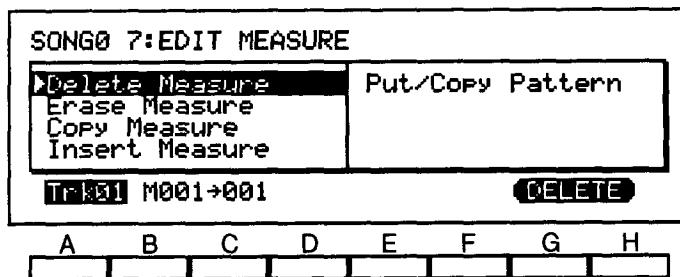 SONG0 7:EDIT MEASURE
Delete Measure Put/Copy Pattern
Erase Measure
Copy Measure
Insert Measure
Trk01 M001→001 DELETE
A B C D E F G H